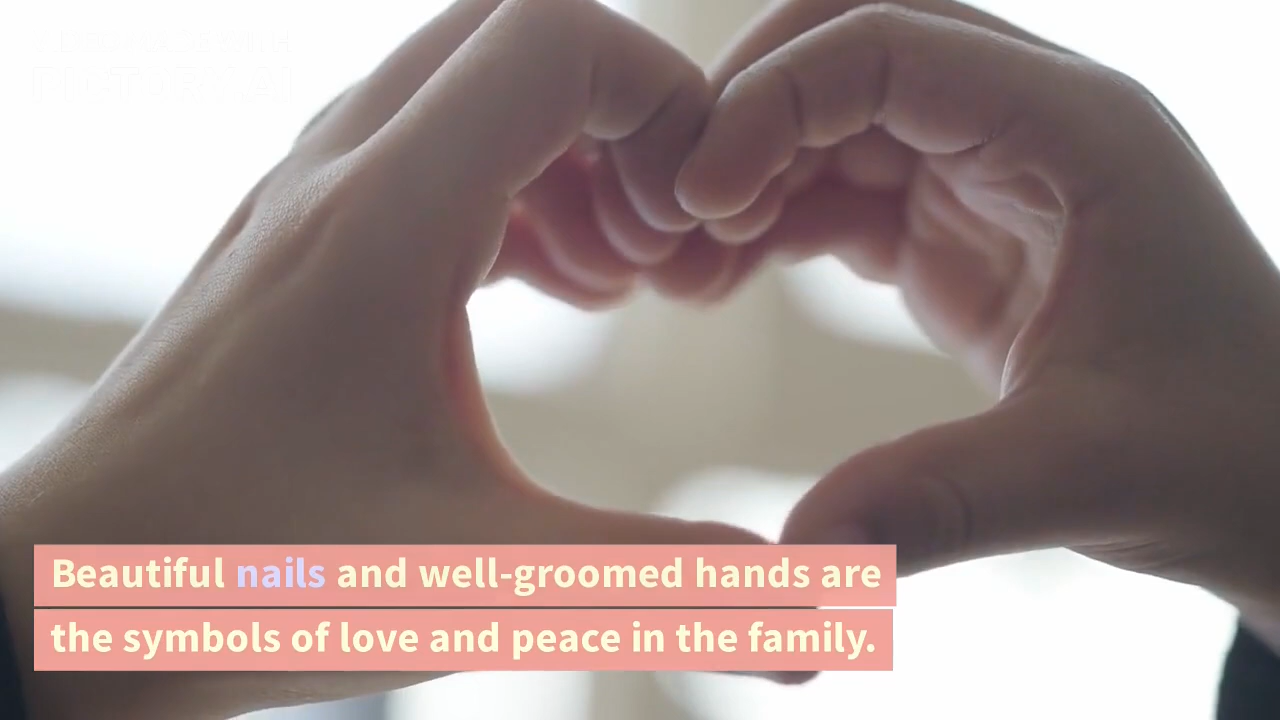 Beautiful nails and well-groomed hands are
the symbols of love and peace in the family.